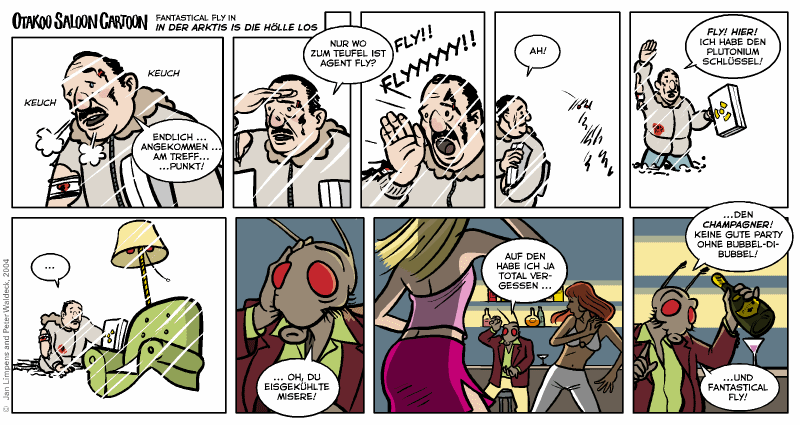 OTAKOO SALOON CARTOON
FANTASTICAL FLY IN
IN DER ARKTIS IS DIE HÖLLE LOS
KEUCH
KEUCH
ENDLICH ...
ANGEKOMMEN ...
AM TREFF...
...PUNKT!
NUR WO
ZUM TEUFEL IST
AGENT FLY?
FLY!!
FLYYYYYY!!
AH!
FLY! HIER!
ICH HABE DEN
PLUTONIUM
SCHLÜSSEL!
...
... OH, DU
EISGEKÜHLTE
MISERE!
AUF DEN
HABE ICH JA
TOTAL VER-
GESSEN ...
...DEN
CHAMPAGNER!
KEINE GUTE PARTY
OHNE BUBBEL-DI-
BUBBEL!
...UND
FANTASTICAL
FLY!
© Jan Limpens and Peter Waldeck, 2004